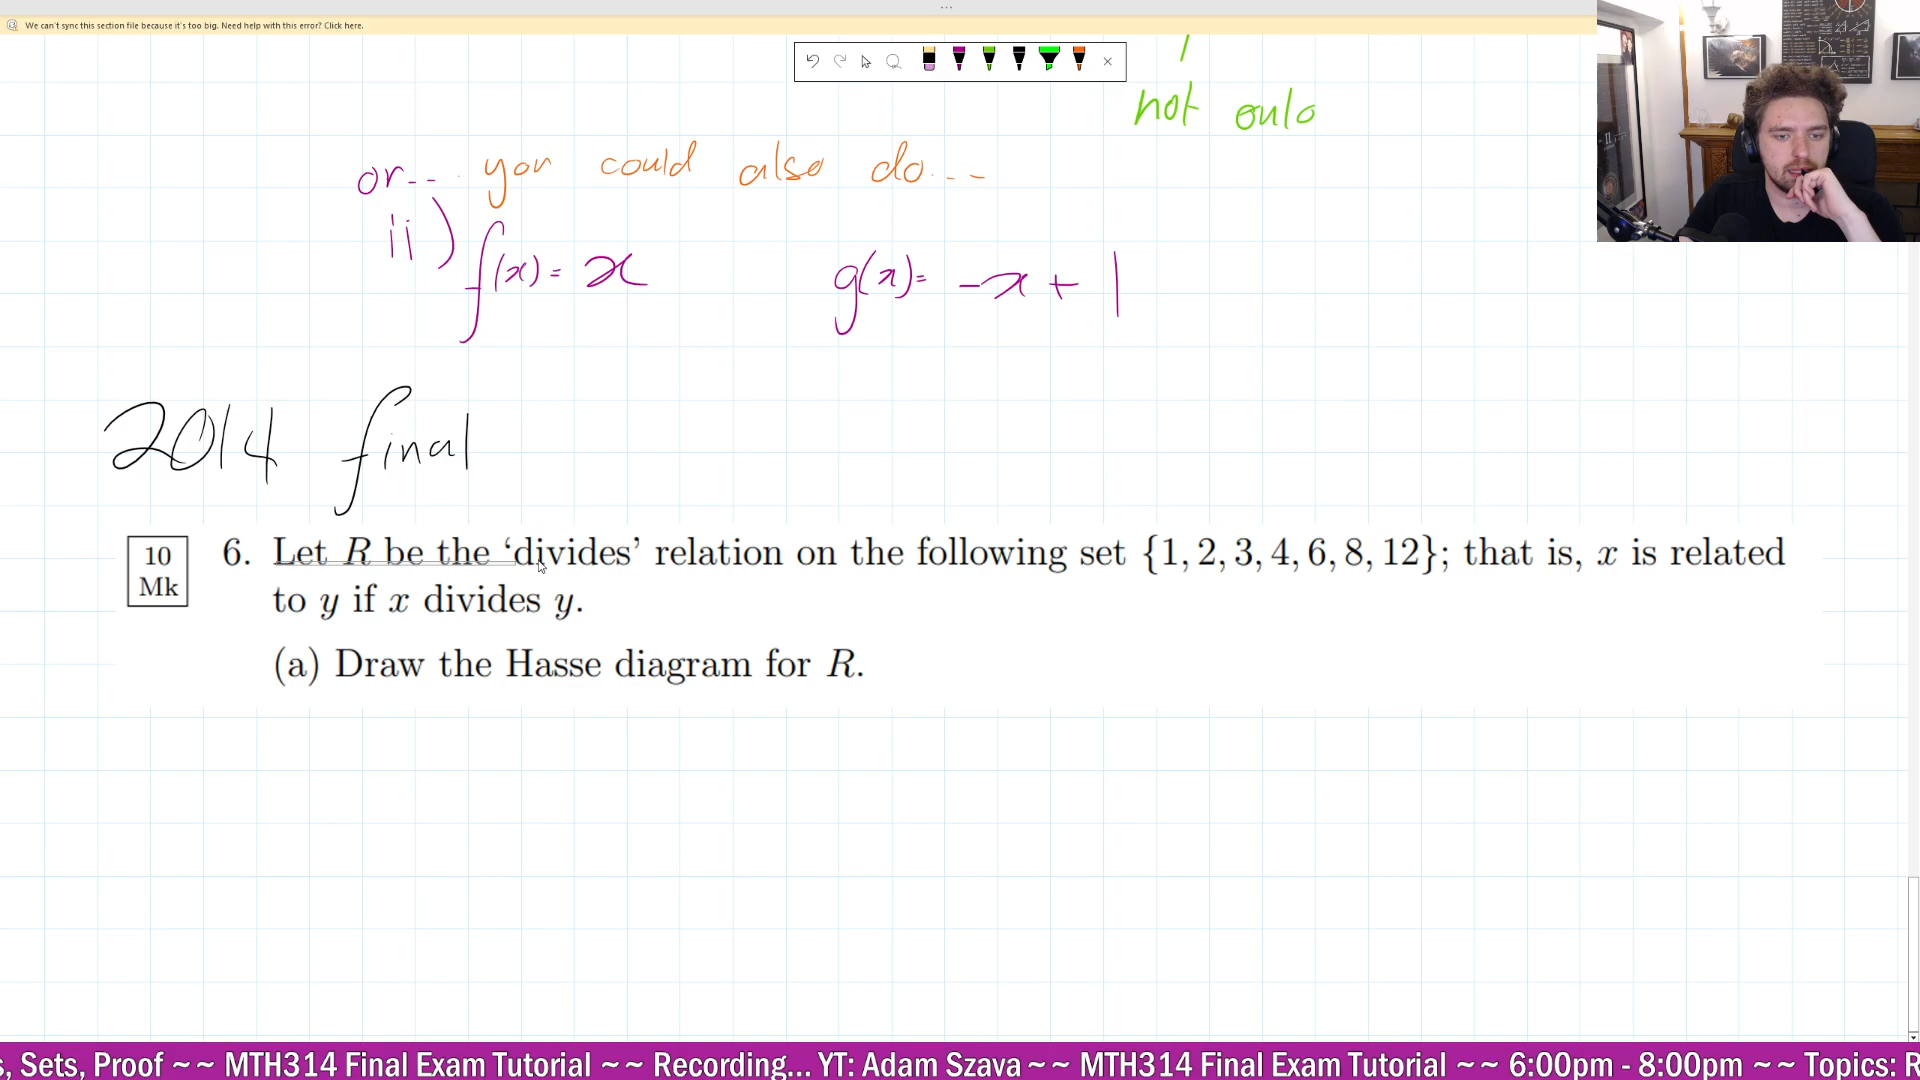 We can't sync this section file because it's too big. Need help with this error? Click here.
not onto
or... you could also do...
ii) f(x) = x g(x) = -x + 1
2014 final
10 Mk
6. Let R be the ‘divides’ relation on the following set {1, 2, 3, 4, 6, 8, 12}; that is, x is related
to y if x divides y.
(a) Draw the Hasse diagram for R.
s, Sets, Proof ~~ MTH314 Final Exam Tutorial ~~ Recording... YT: Adam Szava ~~ MTH314 Final Exam Tutorial ~~ 6:00pm - 8:00pm ~~ Topics: R